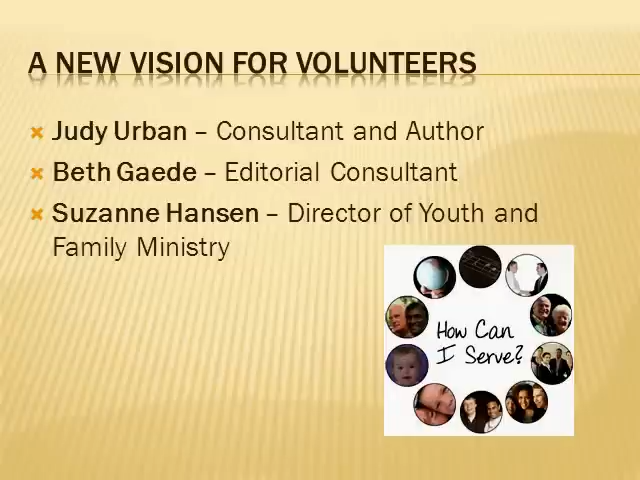 A NEW VISION FOR VOLUNTEERS
Judy Urban – Consultant and Author
Beth Gaede – Editorial Consultant
Suzanne Hansen – Director of Youth and
Family Ministry
How Can
I Serve?